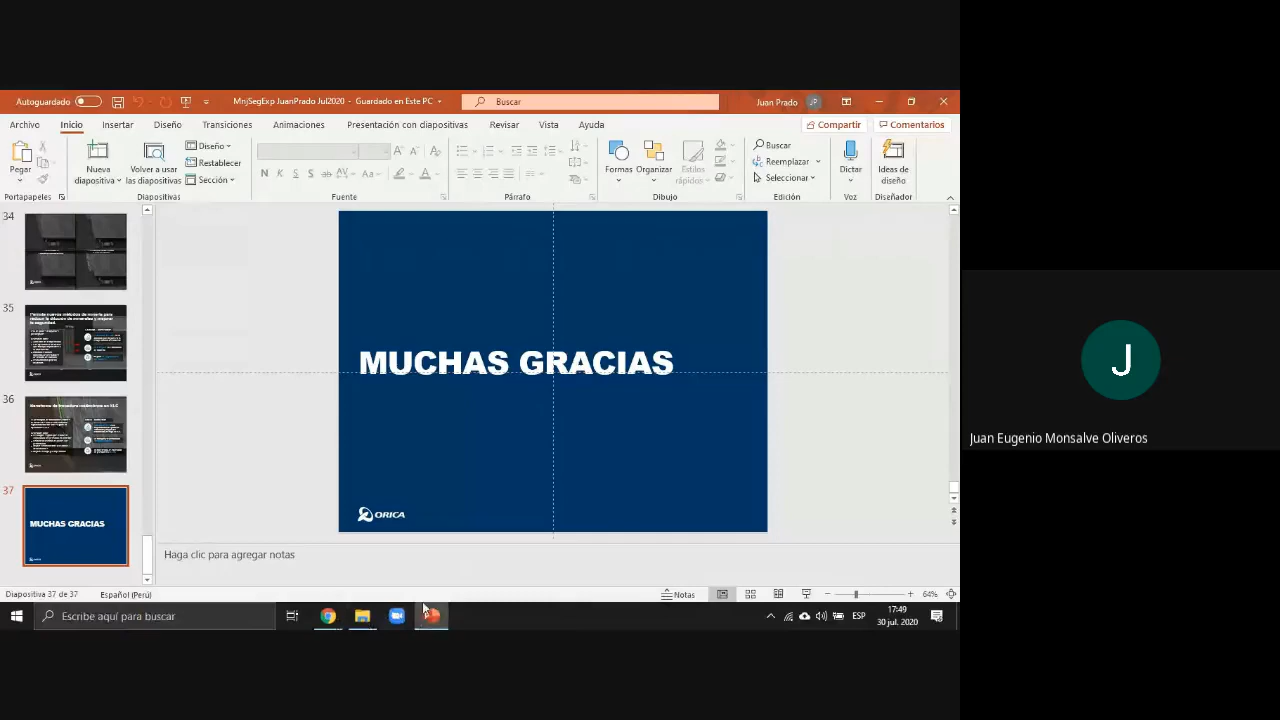 Autoguardado
MnjSegExp JuanPrado Jul2020 - Guardado en Este PC
Buscar
Juan Prado JP
Archivo Inicio Insertar Diseño Transiciones Animaciones Presentación con diapositivas Revisar Vista Ayuda Compartir Comentarios
Pegar
Nueva diapositiva
Volver a usar las diapositivas
Diseño
Restablecer
Sección
N K S S ab AV Aa A
Formas
Organizar
Estilos rápidos
Buscar
Reemplazar
Seleccionar
Dictar
Ideas de diseño
Portapapeles Diapositivas Fuente Párrafo Dibujo Edición Voz Diseñador
34
35
36
37
MUCHAS GRACIAS
MUCHAS GRACIAS
ORICA
Haga clic para agregar notas
Diapositiva 37 de 37 Español (Perú) Notas 64%
Escribe aquí para buscar
ESP
17:49
30 jul. 2020
J
Juan Eugenio Monsalve Oliveros